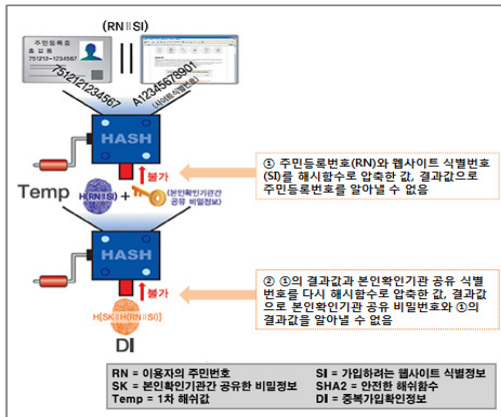 (RN∥SI)
주민등록증
홍 길 동
751212-1234567
7512121234567
A12345678901
(사이트식별번호)
HASH
불가
① 주민등록번호(RN)와 웹사이트 식별번호
(SI)를 해시함수로 압축한 값, 결과값으로
주민등록번호를 알아낼 수 없음
Temp
H(RN∥SI)
+
(본인확인기관간
공유 비밀정보)
HASH
불가
② ①의 결과값과 본인확인기관 공유 식별
번호를 다시 해시함수로 압축한 값, 결과값
으로 본인확인기관 공유 비밀번호와 ①의
결과값을 알아낼 수 없음
H[SK∥H(RN∥SI)]
DI
RN = 이용자의 주민번호
SI = 가입하려는 웹사이트 식별정보
SK = 본인확인기관간 공유한 비밀정보
SHA2 = 안전한 해쉬함수
Temp = 1차 해쉬값
DI = 중복가입확인정보